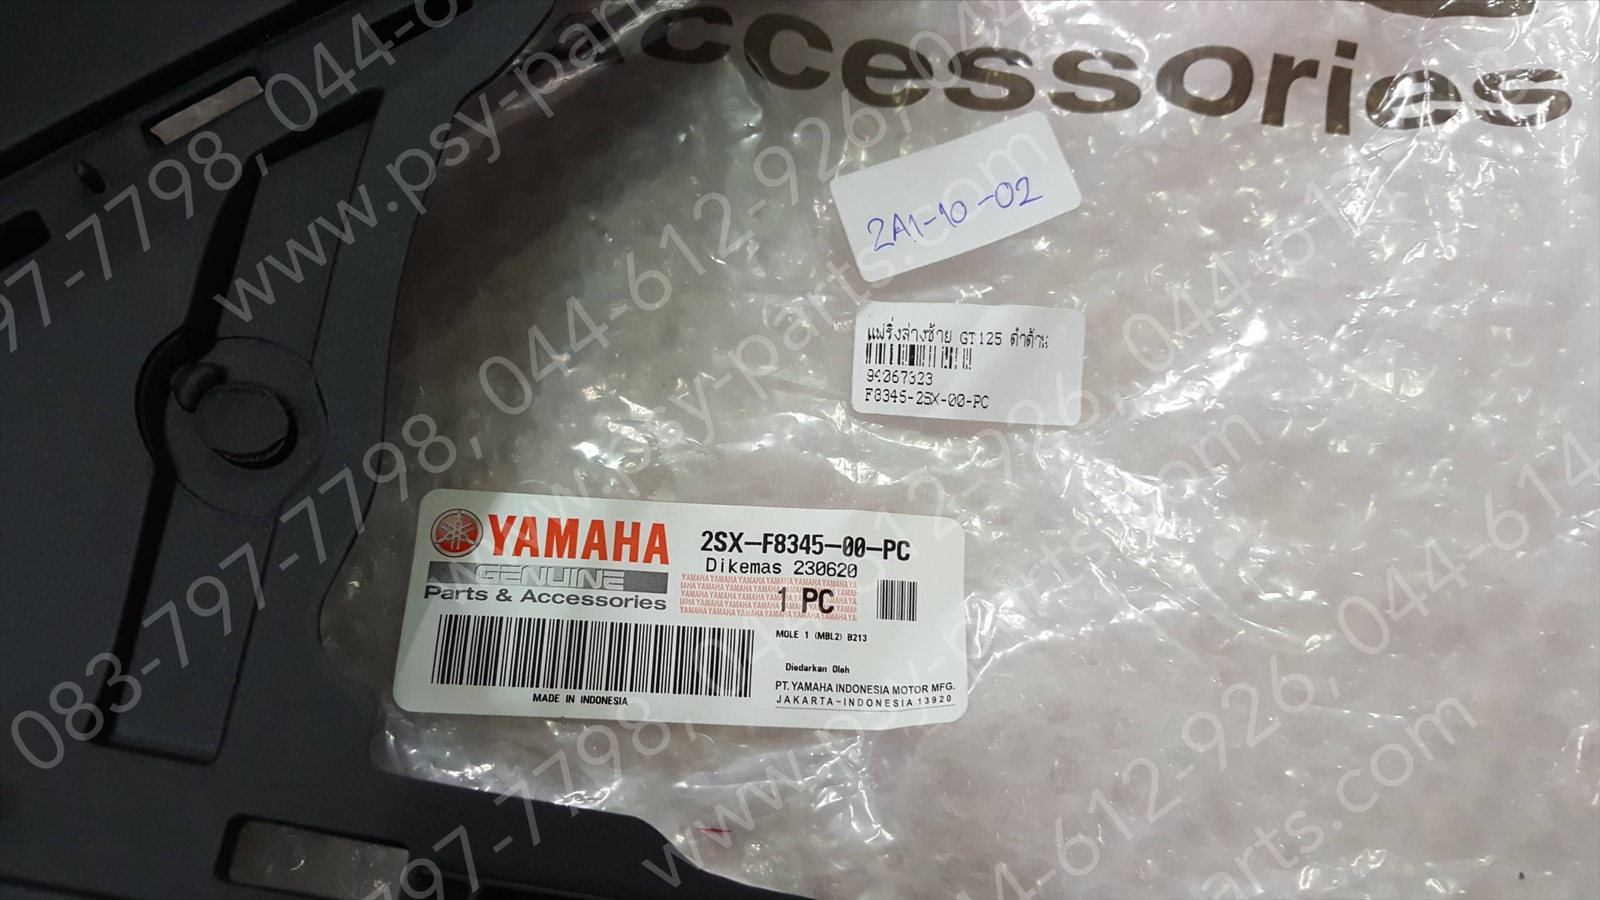 ccessories
2A1-10-02
แฟริ่งล่างซ้าย GT125 ดำด้าน
94267323
F8345-2SX-00-PC
YAMAHA
GENUINE
Parts & Accessories
2SX-F8345-00-PC
Dikemas 230620
1 PC
MOLE 1 (MBL2) B213
Diedarkan Oleh
PT. YAMAHA INDONESIA MOTOR MFG.
JAKARTA-INDONESIA 13920
MADE IN INDONESIA
083-797-7798, 044-612-926, 044-614
www.psy-parts.com